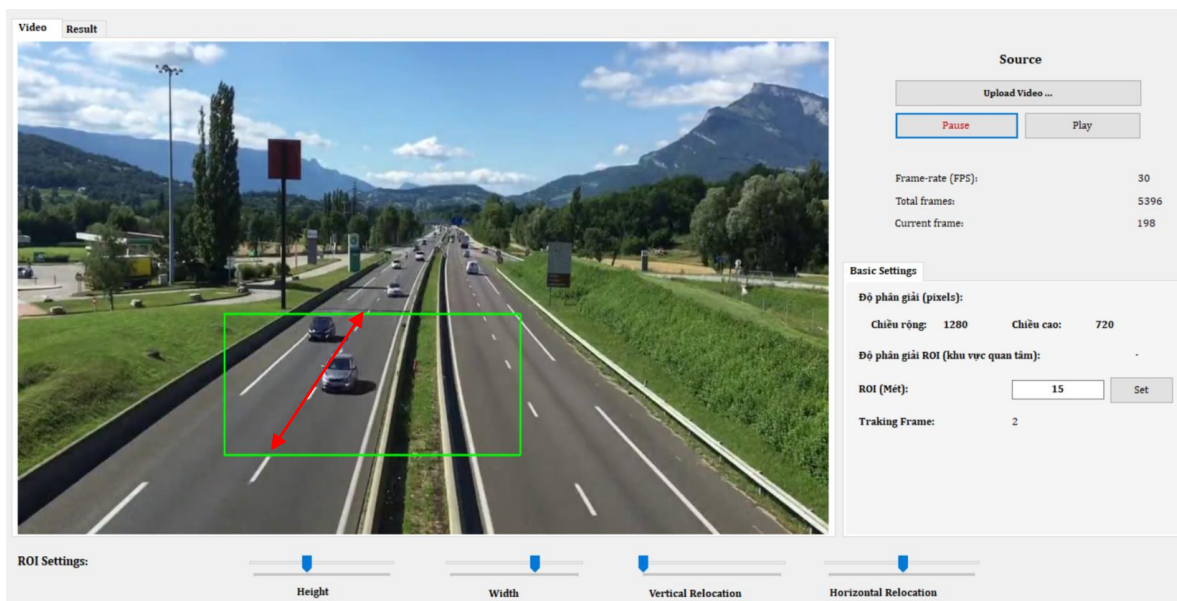 Video Result
Source
Upload Video ...
Pause Play
Frame-rate (FPS): 30
Total frames: 5396
Current frame: 198
Basic Settings
Độ phân giải (pixels):
Chiều rộng: 1280 Chiều cao: 720
Độ phân giải ROI (khu vực quan tâm): -
ROI (Mét): 15 Set
Traking Frame: 2
ROI Settings:
Height Width Vertical Relocation Horizontal Relocation